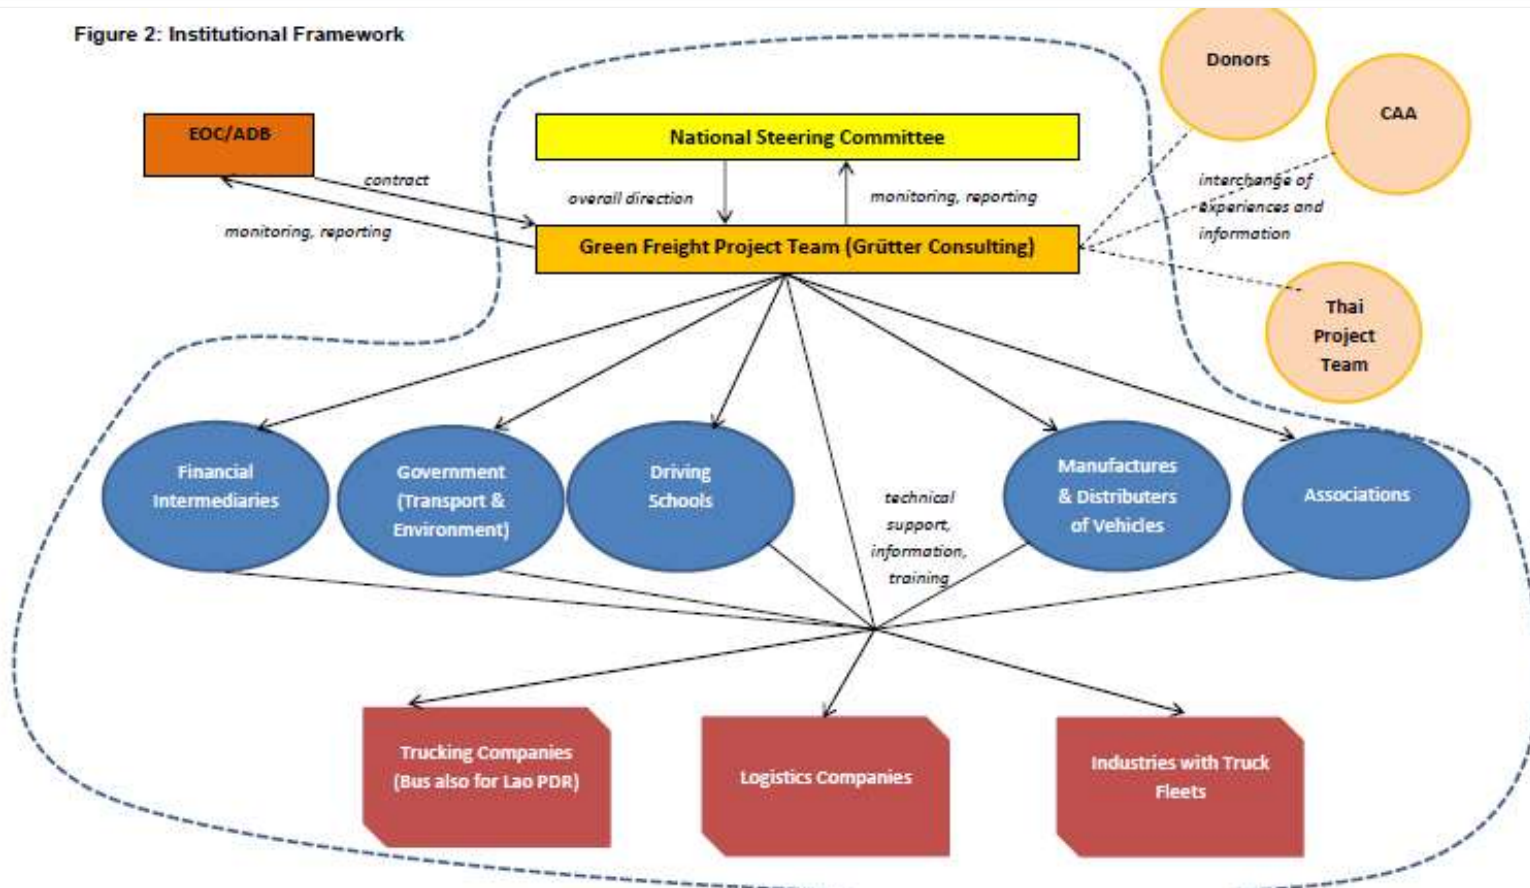 Figure 2: Institutional Framework
Donors
CAA
EOC/ADB
National Steering Committee
contract
overall direction
monitoring, reporting
interchange of
experiences and
information
monitoring, reporting
Green Freight Project Team (Grütter Consulting)
Thai
Project
Team
Financial
Intermediaries
Government
(Transport &
Environment)
Driving
Schools
technical
support,
information,
training
Manufactures
& Distributers
of Vehicles
Associations
Trucking Companies
(Bus also for Lao PDR)
Logistics Companies
Industries with Truck
Fleets